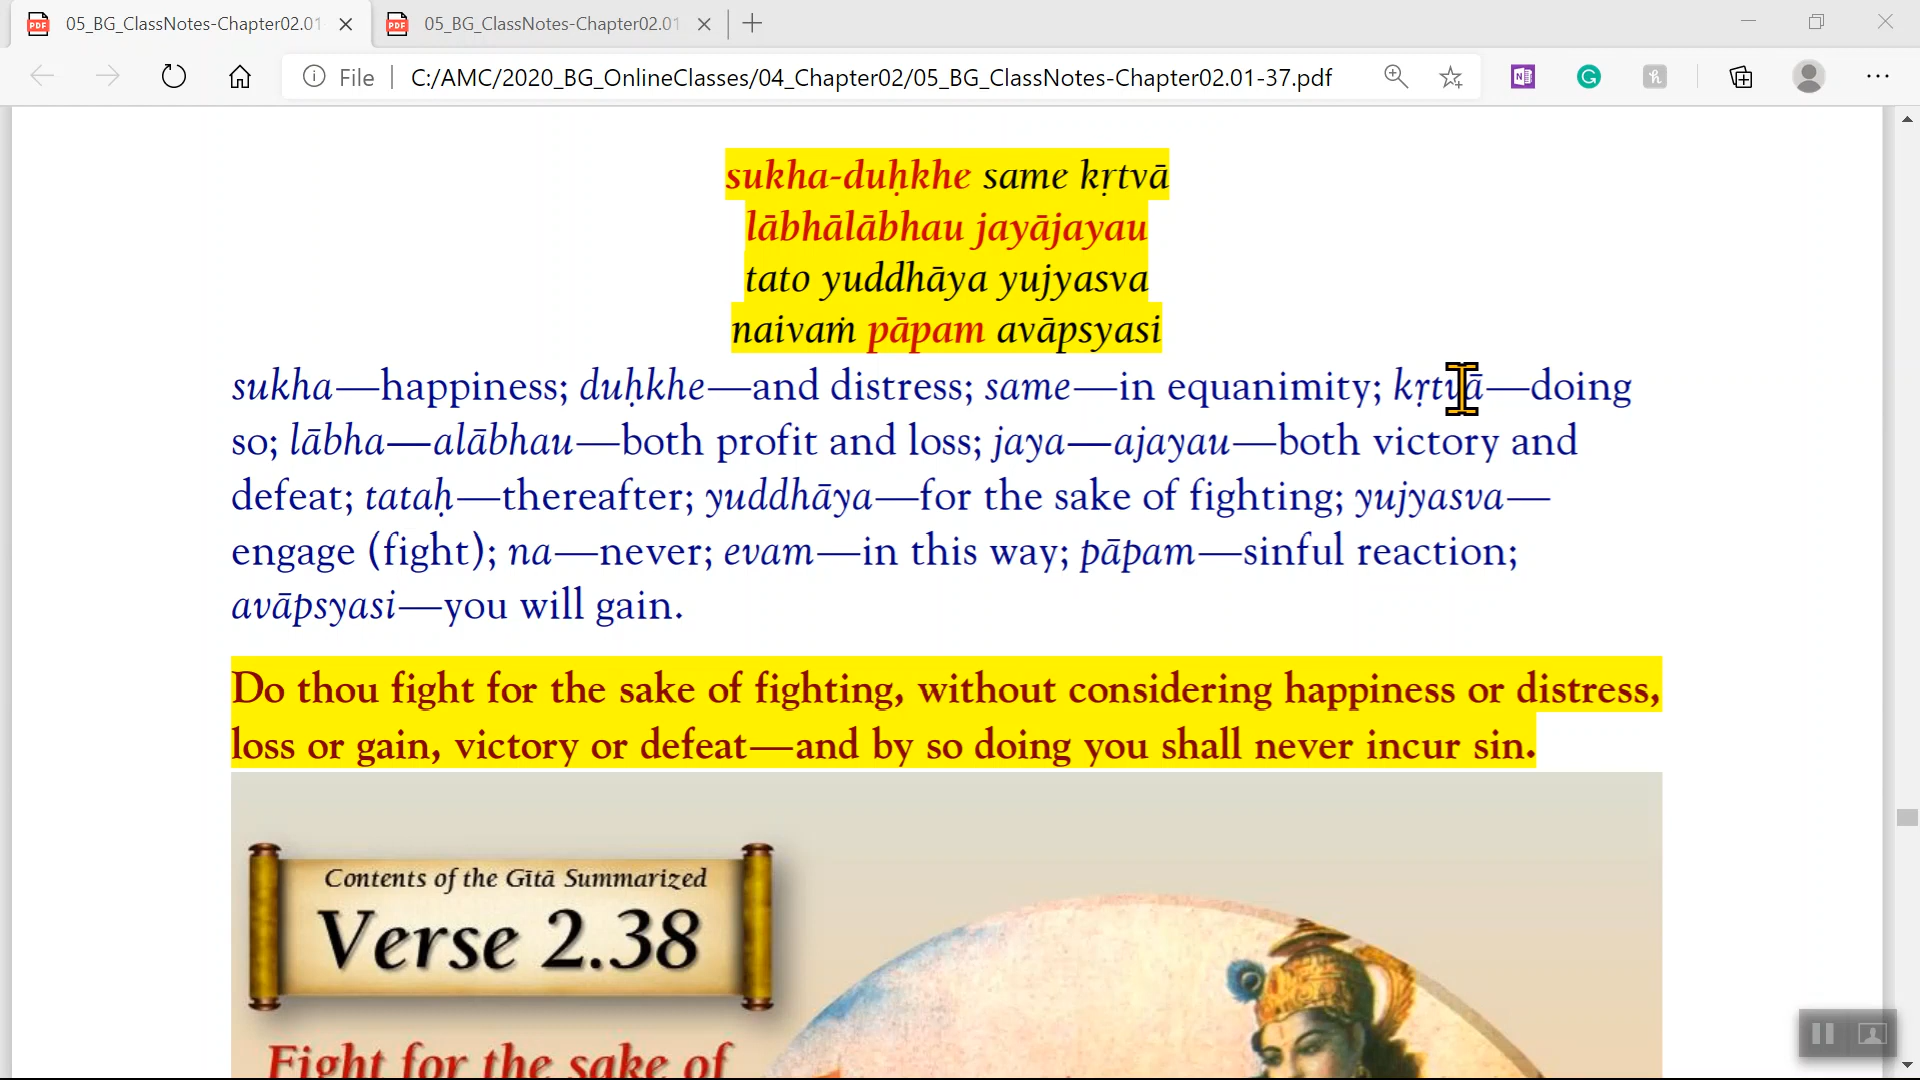 05_BG_ClassNotes-Chapter02.01
05_BG_ClassNotes-Chapter02.01
File
C:/AMC/2020_BG_OnlineClasses/04_Chapter02/05_BG_ClassNotes-Chapter02.01-37.pdf
sukha-duḥkhe same kṛtvā
lābhālābhau jayājayau
tato yuddhāya yujyasva
naivaṁ pāpam avāpsyasi
sukha—happiness; duḥkhe—and distress; same—in equanimity; kṛtvā—doing
so; lābha—alābhau—both profit and loss; jaya—ajayau—both victory and
defeat; tataḥ—thereafter; yuddhāya—for the sake of fighting; yujyasva—
engage (fight); na—never; evam—in this way; pāpam—sinful reaction;
avāpsyasi—you will gain.
Do thou fight for the sake of fighting, without considering happiness or distress,
loss or gain, victory or defeat—and by so doing you shall never incur sin.
Contents of the Gītā Summarized
Verse 2.38
Fight for the sake of